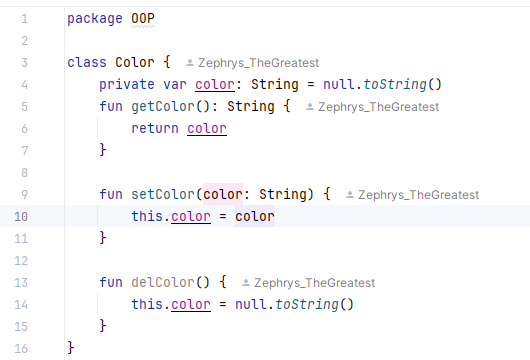 1 package OOP
2
3 class Color { Zephrys_TheGreatest
4 private var color: String = null.toString()
5 fun getColor(): String { Zephrys_TheGreatest
6 return color
7 }
8
9 fun setColor(color: String) { Zephrys_TheGreatest
10 this.color = color
11 }
12
13 fun delColor() { Zephrys_TheGreatest
14 this.color = null.toString()
15 }
16 }